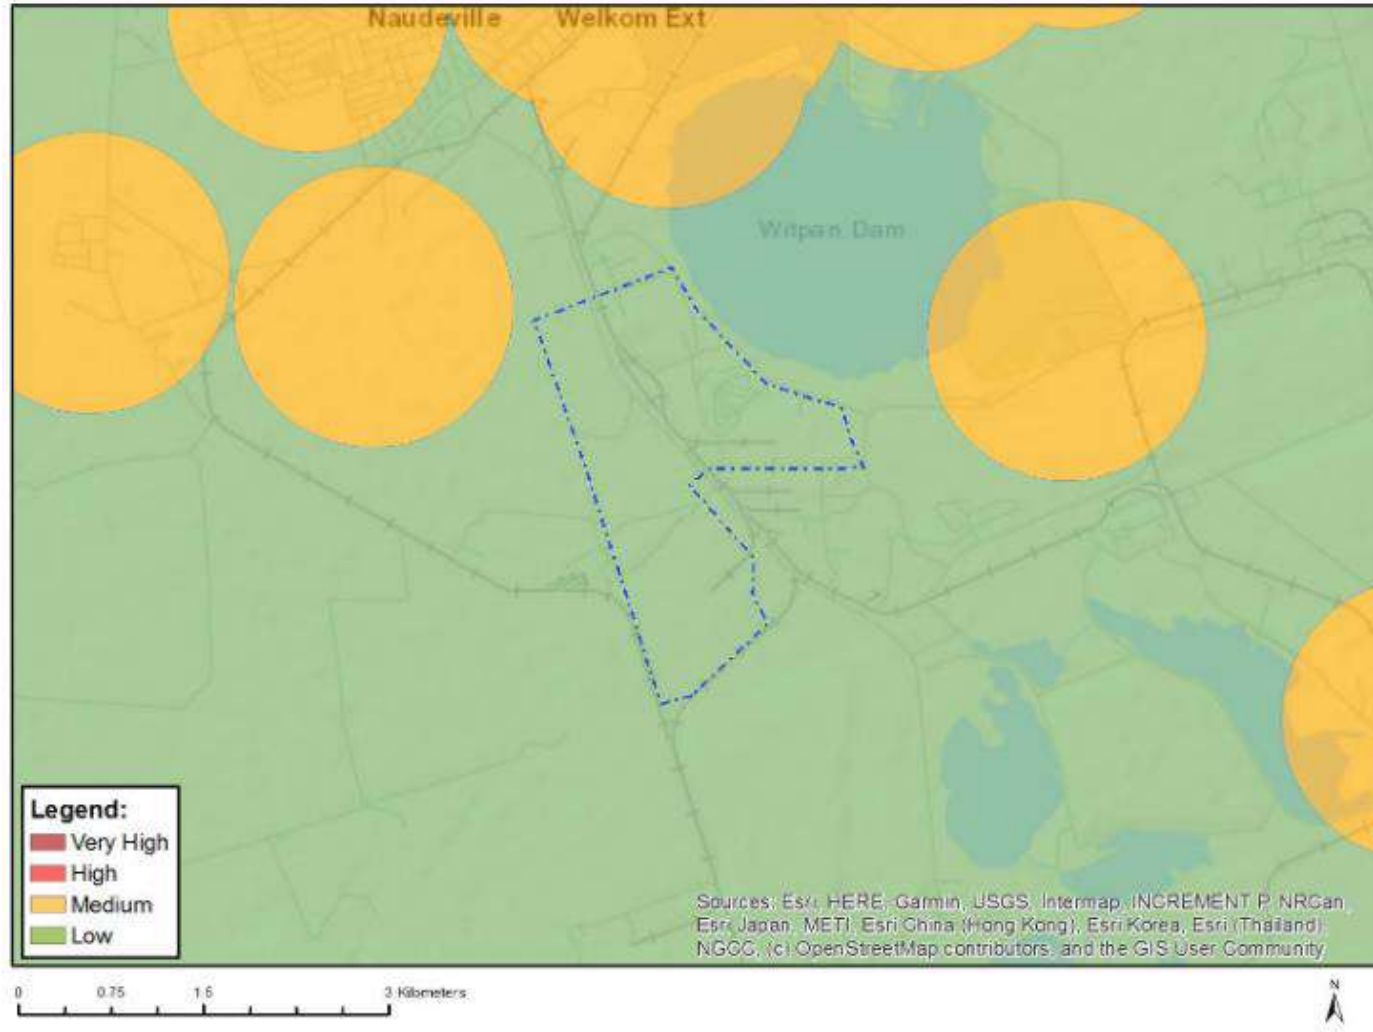 Naudeville Welkom Ext
Witpan Dam
Legend:
Very High
High
Medium
Low
Sources: Esri, HERE, Garmin, USGS, Intermap, INCREMENT P, NRCan,
Esri Japan, METI, Esri China (Hong Kong), Esri Korea, Esri (Thailand),
NGCC, (c) OpenStreetMap contributors, and the GIS User Community
0 0.75 1.5 3 Kilometers
N